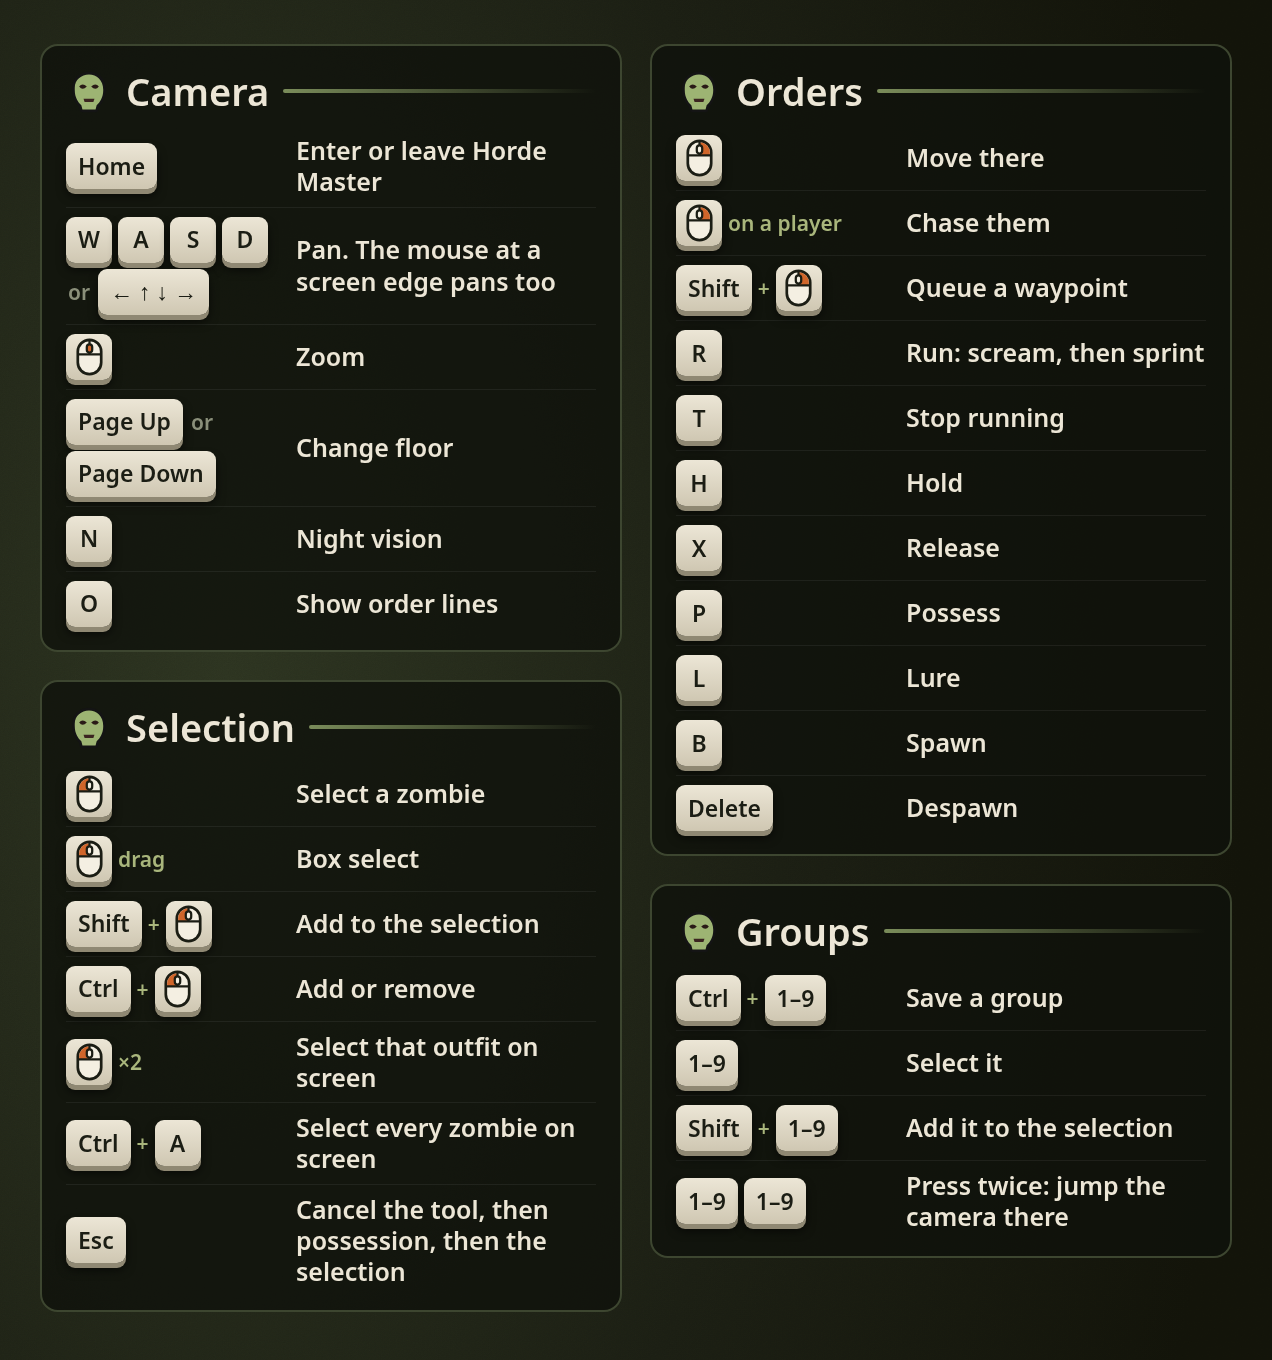 Camera
Home
Enter or leave Horde
Master
W A S D
or ← ↑ ↓ →
Pan. The mouse at a
screen edge pans too
Zoom
Page Up or
Page Down
Change floor
N
Night vision
O
Show order lines
Selection
Select a zombie
drag
Box select
Shift +
Add to the selection
Ctrl +
Add or remove
×2
Select that outfit on
screen
Ctrl + A
Select every zombie on
screen
Esc
Cancel the tool, then
possession, then the
selection
Orders
Move there
on a player
Chase them
Shift +
Queue a waypoint
R
Run: scream, then sprint
T
Stop running
H
Hold
X
Release
P
Possess
L
Lure
B
Spawn
Delete
Despawn
Groups
Ctrl + 1–9
Save a group
1–9
Select it
Shift + 1–9
Add it to the selection
1–9 1–9
Press twice: jump the
camera there